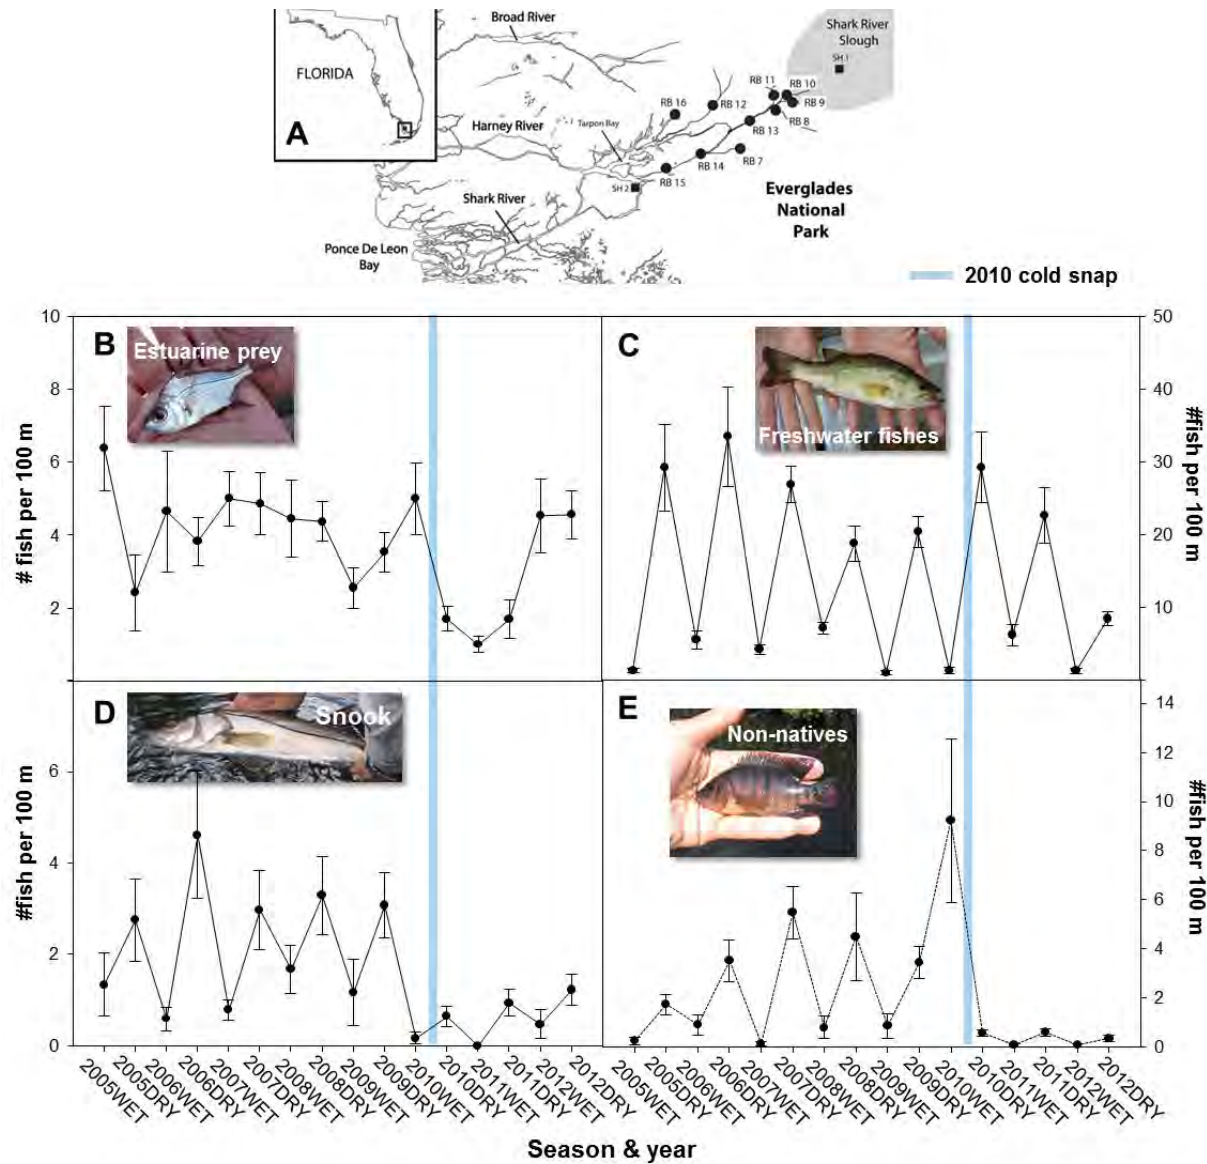 Broad River
Shark River
Slough
SH 1
FLORIDA
A
RB 11
RB 10
RB 9
RB 8
RB 16
RB 12
RB 13
Harney River
Tarpon Bay
RB 7
RB 14
RB 15
SH 2
Shark River
Everglades
National
Park
Ponce De Leon
Bay
2010 cold snap
B
Estuarine prey
10
8
6
4
2
# fish per 100 m
C
Freshwater fishes
50
40
30
20
10
#fish per 100 m
D
Snook
6
4
2
0
#fish per 100 m
E
Non-natives
14
12
10
8
6
4
2
0
#fish per 100 m
2005WET
2005DRY
2006WET
2006DRY
2007WET
2007DRY
2008WET
2008DRY
2009WET
2009DRY
2010WET
2010DRY
2011WET
2011DRY
2012WET
2012DRY
2005WET
2005DRY
2006WET
2006DRY
2007WET
2007DRY
2008WET
2008DRY
2009WET
2009DRY
2010WET
2010DRY
2011WET
2011DRY
2012WET
2012DRY
Season & year